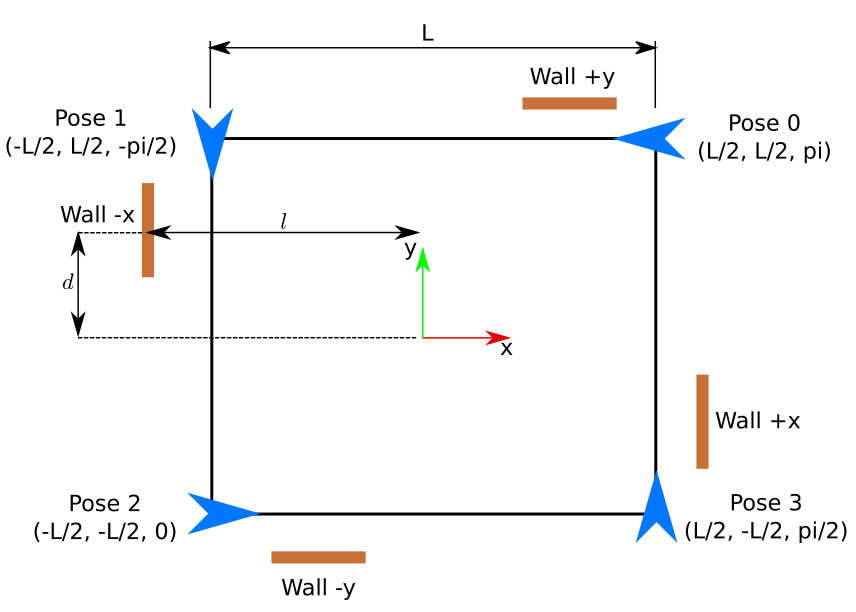 L
Wall +y
Pose 1
(-L/2, L/2, -pi/2)
Pose 0
(L/2, L/2, pi)
Wall -x
l
y
d
x
Wall +x
Pose 2
(-L/2, -L/2, 0)
Pose 3
(L/2, -L/2, pi/2)
Wall -y